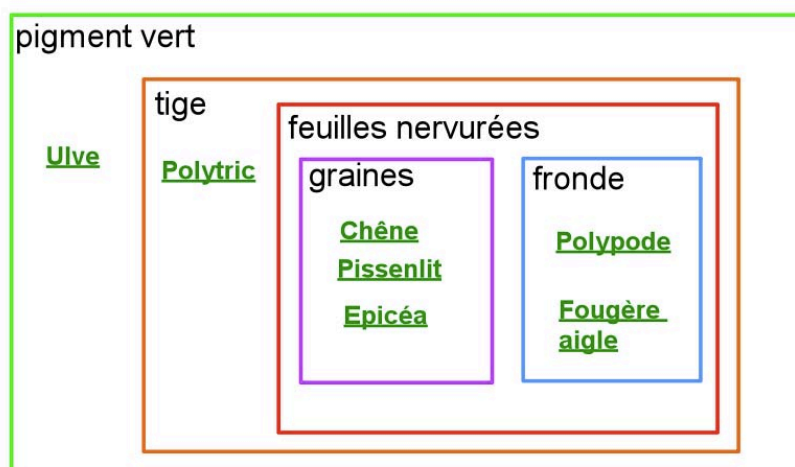 pigment vert
tige
feuilles nervurées
Ulve
Polytric
graines
fronde
Chêne
Pissenlit
Epicéa
Polypode
Fougère
aigle